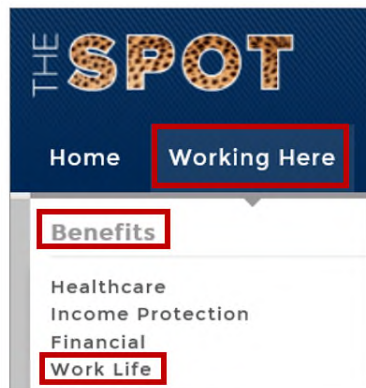 THE SPOT
Home Working Here
Benefits
Healthcare
Income Protection
Financial
Work Life